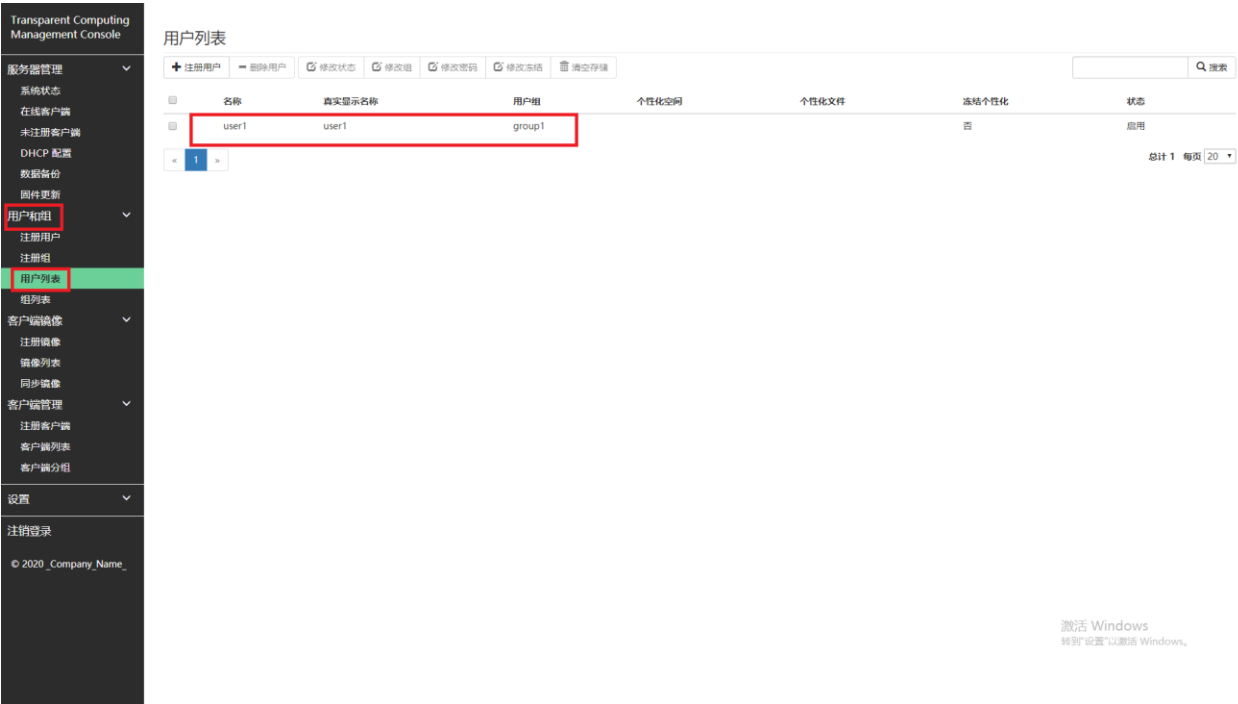 Transparent Computing
Management Console
服务器管理
系统状态
在线客户端
未注册客户端
DHCP 配置
数据备份
固件更新
用户和组
注册用户
注册组
用户列表
组列表
客户端镜像
注册镜像
镜像列表
同步镜像
客户端管理
注册客户端
客户端列表
客户端分组
设置
注销登录
© 2020 _Company_Name_
用户列表
注册用户 删除用户 修改状态 修改组 修改密码 修改冻结 清空存储 搜索
名称 真实显示名称 用户组 个性化空间 个性化文件 冻结个性化 状态
user1 user1 group1 否 启用
« 1 » 总计 1 每页 20
激活 Windows
转到"设置"以激活 Windows。